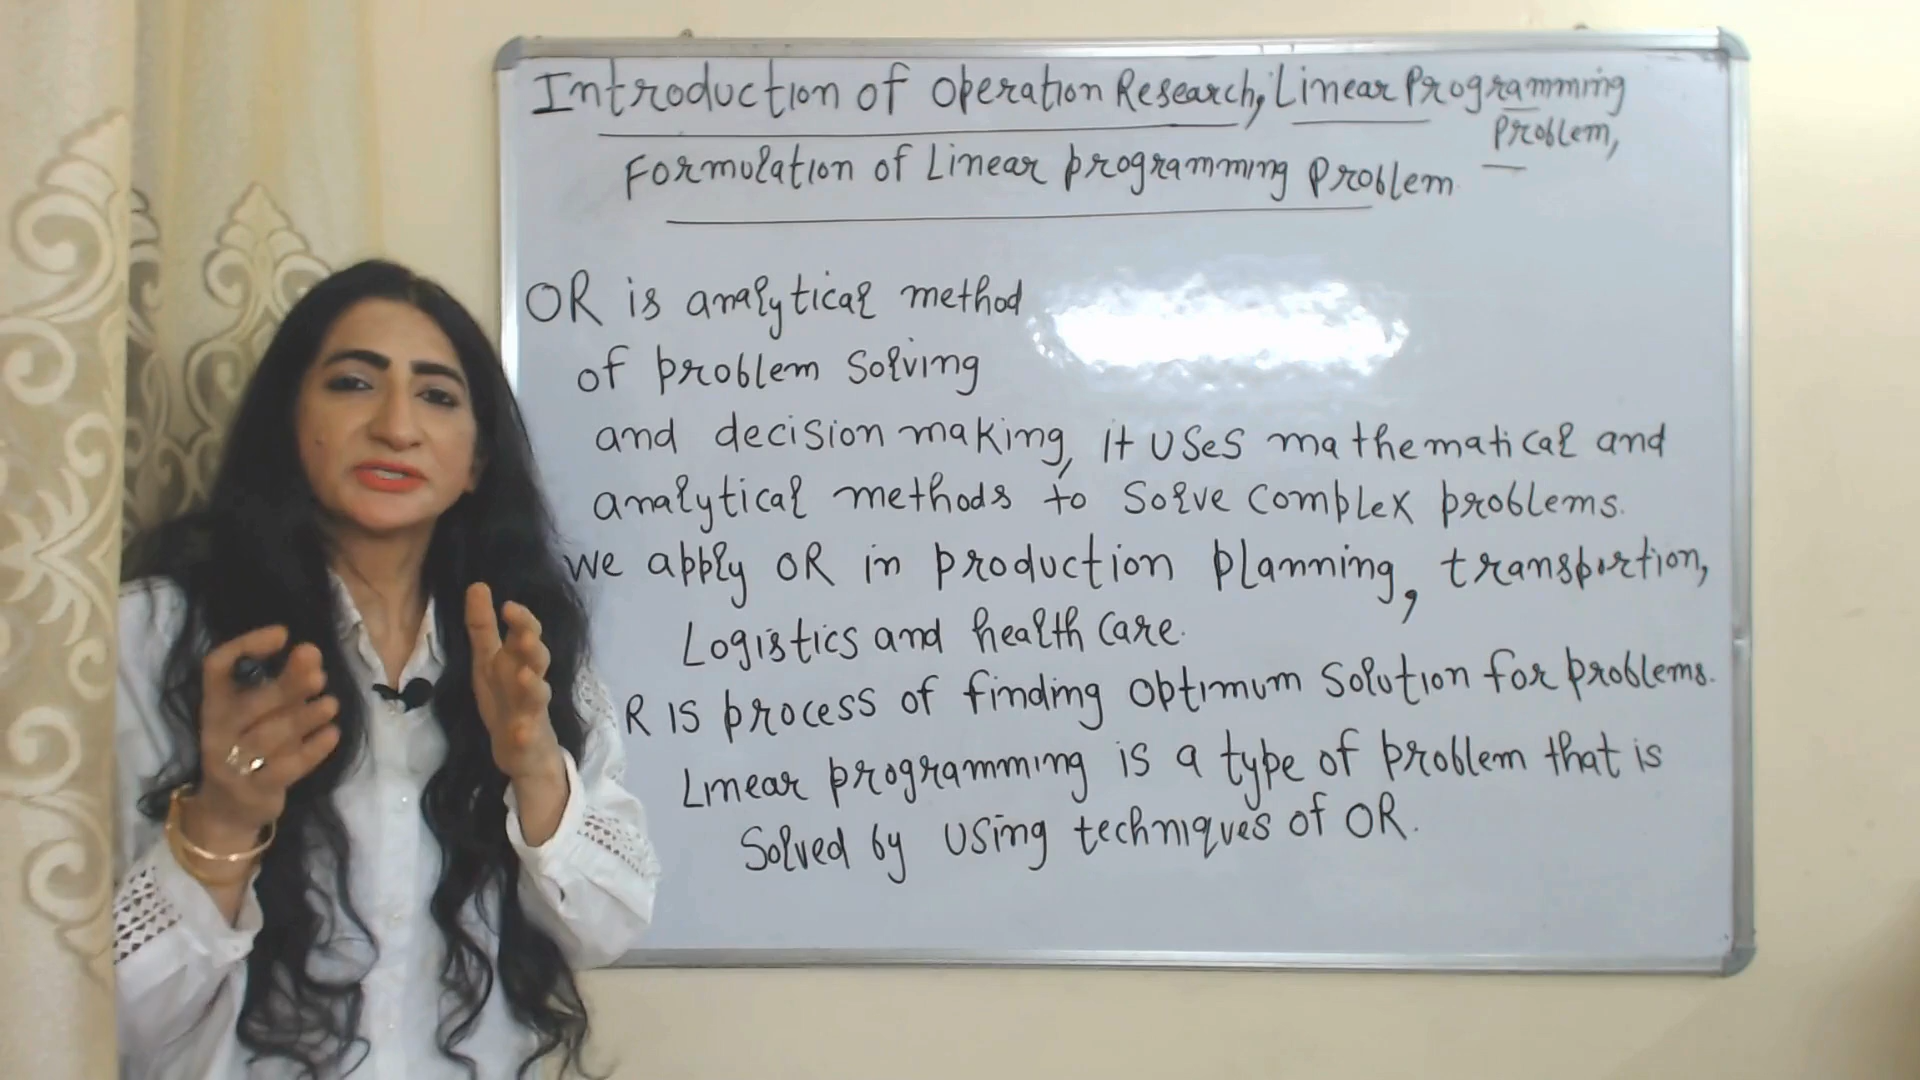 Introduction of Operation Research, Linear Programming
Problem,
Formulation of Linear programming Problem
OR is analytical method
of problem solving
and decision making, it uses mathematical and
analytical methods to solve complex problems.
we apply OR in production planning, transportion,
Logistics and health care.
R is process of finding optimum solution for problems.
Linear programming is a type of problem that is
solved by using techniques of OR.